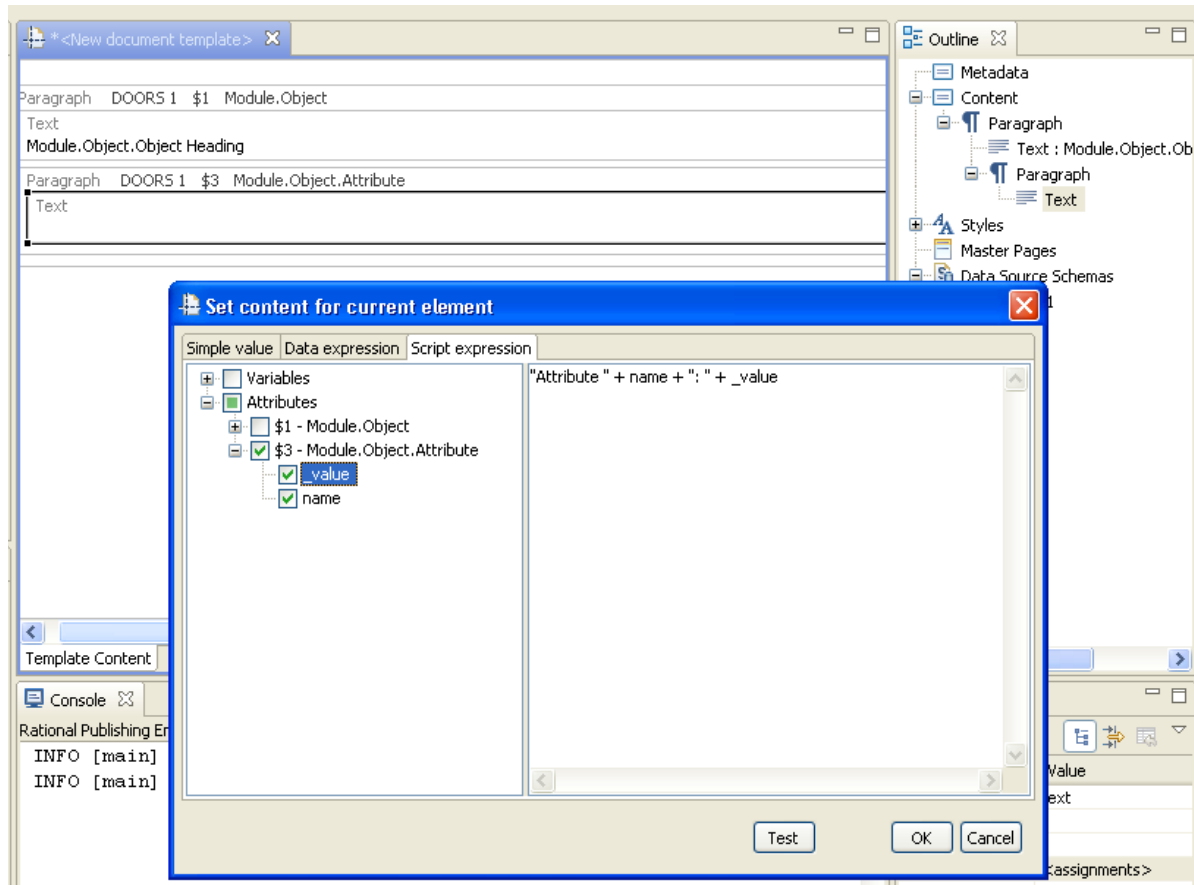 *<New document template>
Paragraph DOORS 1 $1 Module.Object
Text
Module.Object.Object Heading
Paragraph DOORS 1 $3 Module.Object.Attribute
Text
Template Content
Outline
Metadata
Content
Paragraph
Text : Module.Object.Ob
Paragraph
Text
Styles
Master Pages
Data Source Schemas
1
Set content for current element
Simple value Data expression Script expression
Variables
Attributes
$1 - Module.Object
$3 - Module.Object.Attribute
_value
name
"Attribute " + name + ": " + _value
Test OK Cancel
Console
Rational Publishing En
INFO [main]
INFO [main]
Value
ext
<assignments>